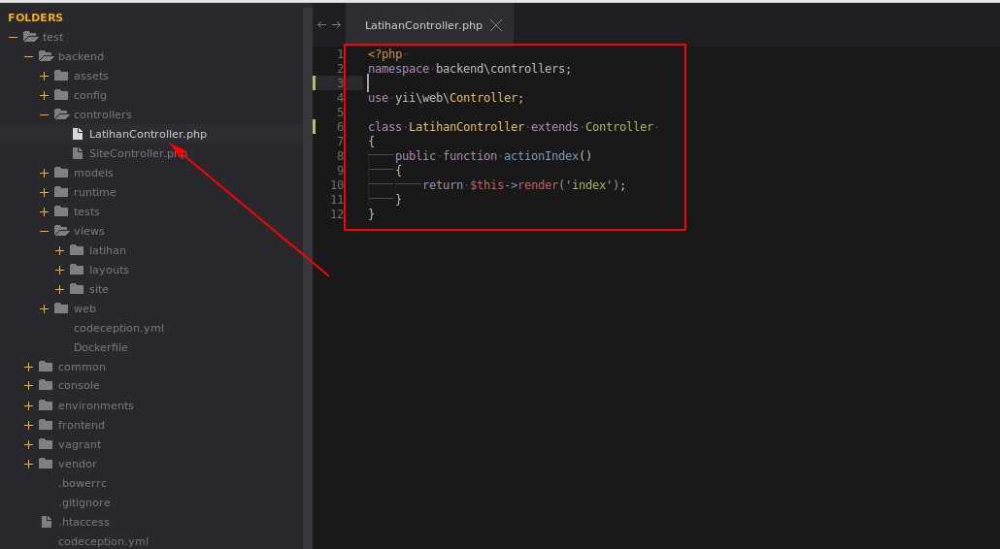 FOLDERS
test
backend
assets
config
controllers
LatihanController.php
SiteController.php
models
runtime
tests
views
latihan
layouts
site
web
codeception.yml
Dockerfile
common
console
environments
frontend
vagrant
vendor
.bowerrc
.gitignore
.htaccess
codeception.yml
LatihanController.php
1 <?php
2 namespace backend\controllers;
3
4 use yii\web\Controller;
5
6 class LatihanController extends Controller
7 {
8 public function actionIndex()
9 {
10 return $this->render('index');
11 }
12 }